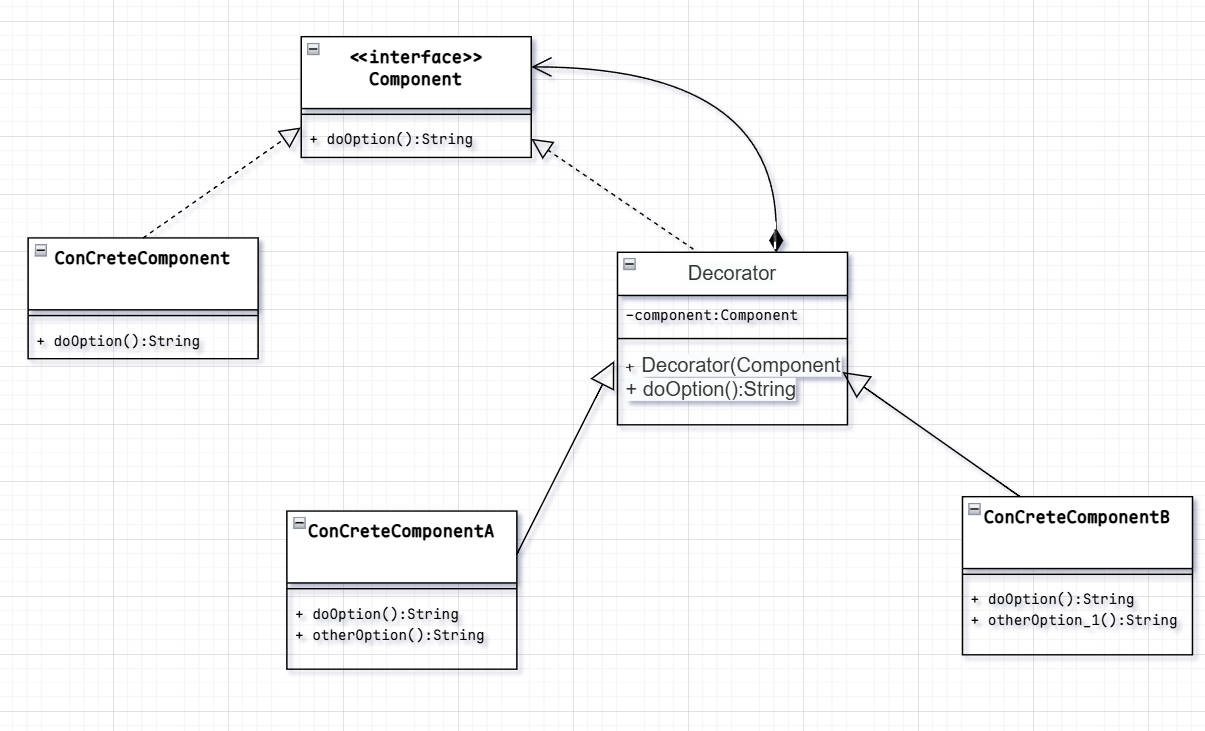 <<interface>>
Component
+ doOption():String
ConCreteComponent
+ doOption():String
Decorator
-component:Component
+ Decorator(Component
+ doOption():String
ConCreteComponentA
+ doOption():String
+ otherOption():String
ConCreteComponentB
+ doOption():String
+ otherOption_1():String